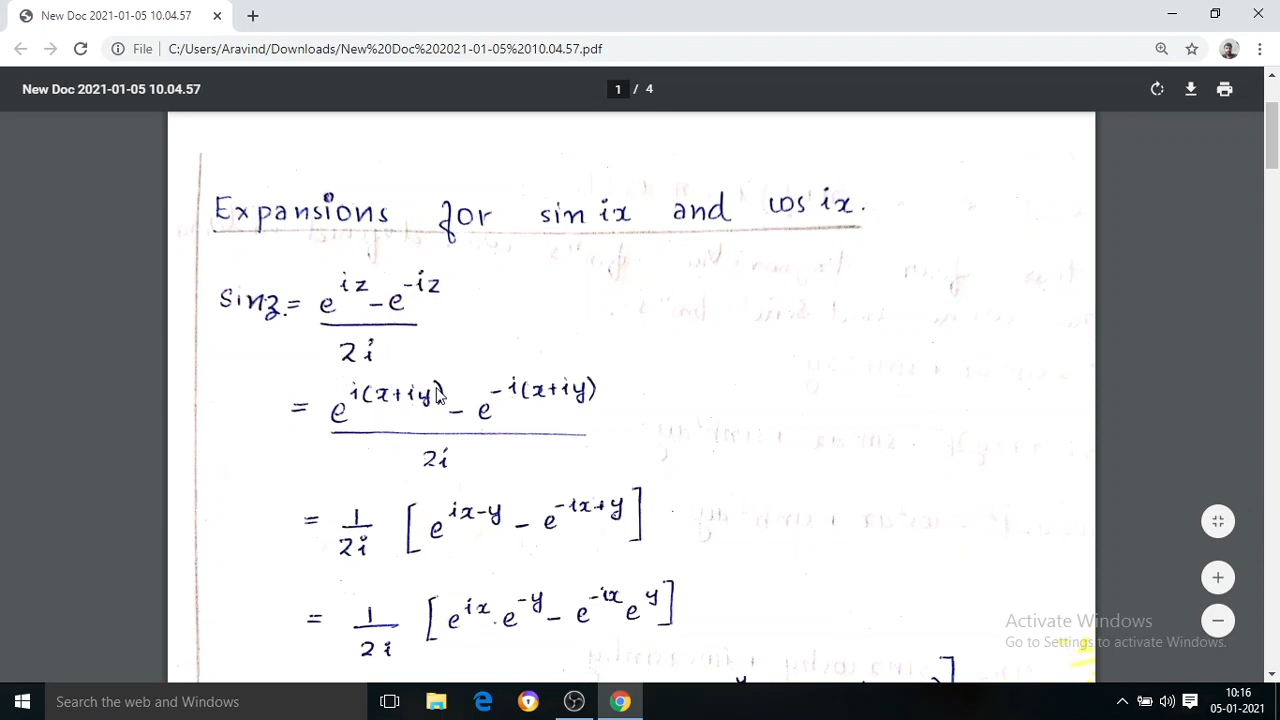 New Doc 2021-01-05 10.04.57
File | C:/Users/Aravind/Downloads/New%20Doc%202021-01-05%2010.04.57.pdf
New Doc 2021-01-05 10.04.57 1 / 4
Expansions for sin ix and cos ix.
sin z = (e^{iz} - e^{-iz}) / 2i
= (e^{i(x+iy)} - e^{-i(x+iy)}) / 2i
= 1/2i [e^{ix-y} - e^{-ix+y}]
= 1/2i [e^{ix} . e^{-y} - e^{-ix} e^{y}]
Activate Windows
Go to Settings to activate Windows.
Search the web and Windows
10:16
05-01-2021